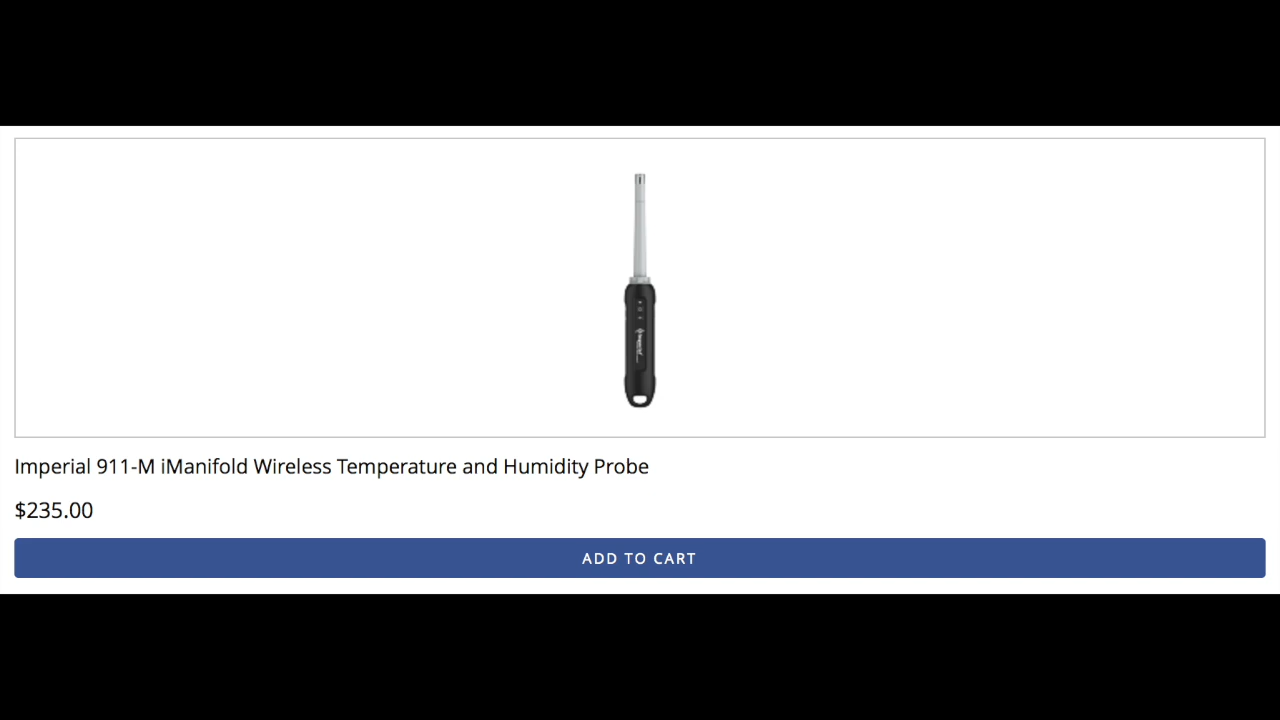 Imperial 911-M iManifold Wireless Temperature and Humidity Probe
$235.00
ADD TO CART